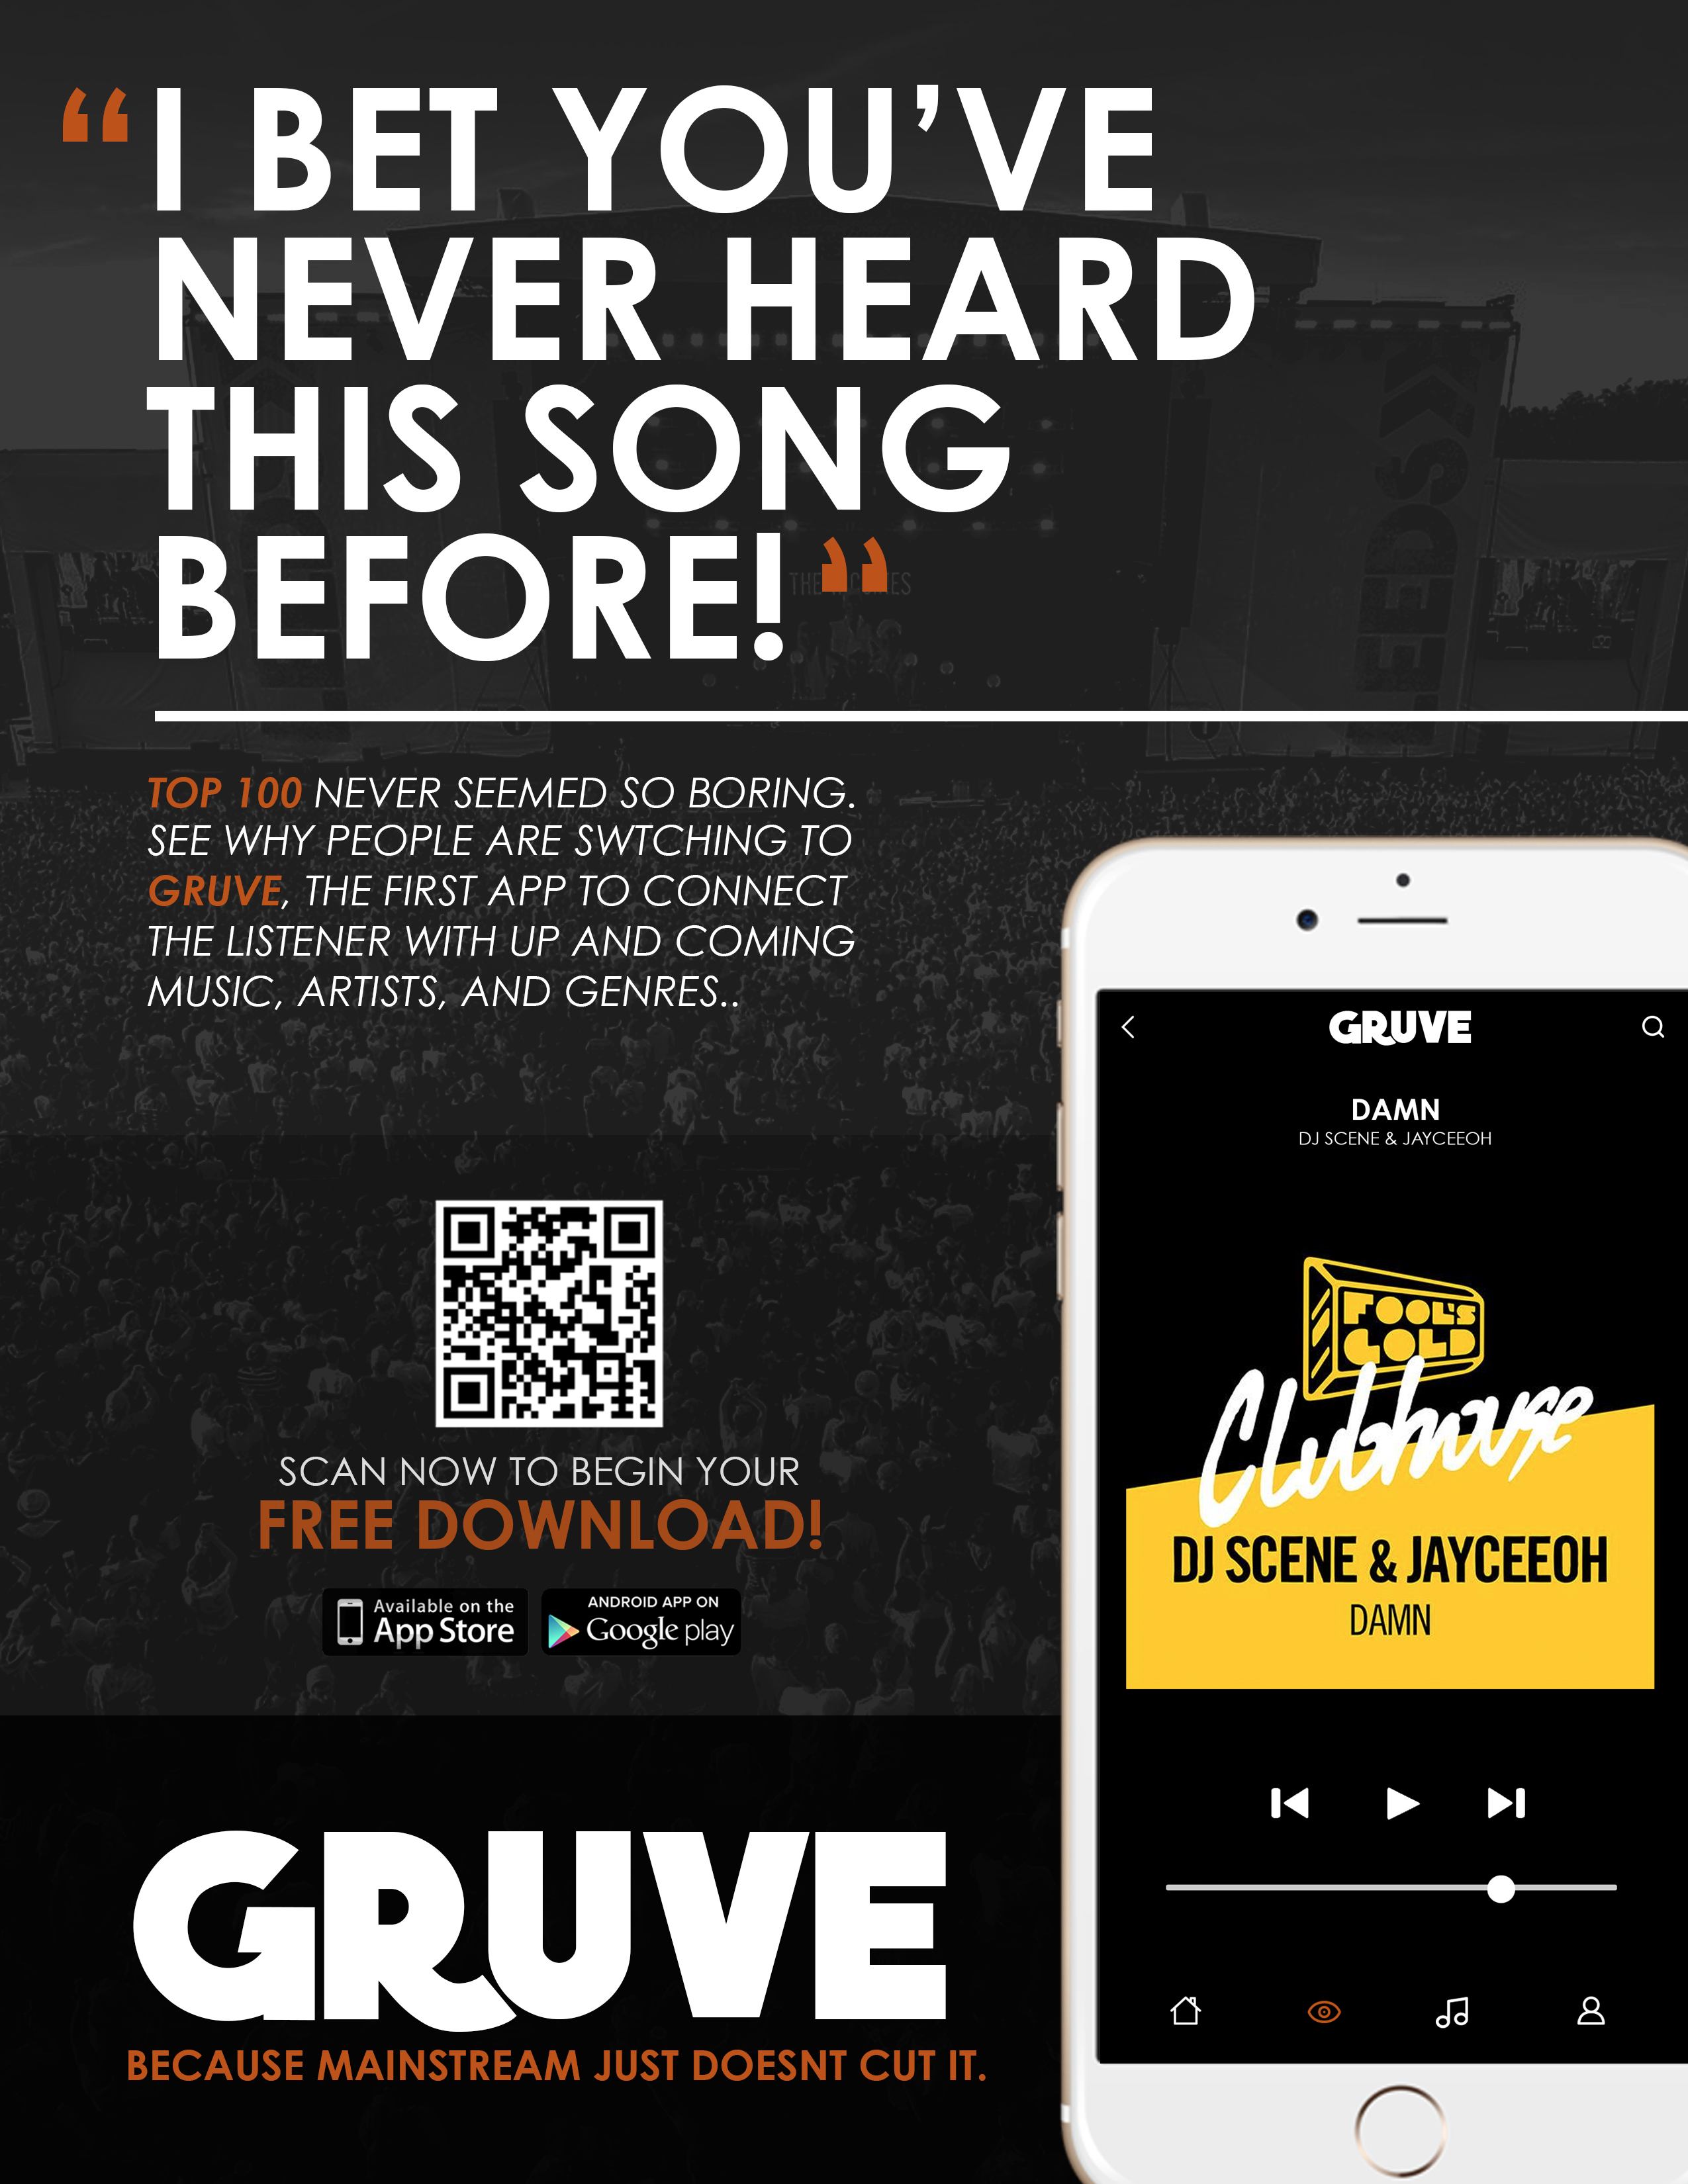 “I BET YOU’VE
NEVER HEARD
THIS SONG
BEFORE!”
TOP 100 NEVER SEEMED SO BORING.
SEE WHY PEOPLE ARE SWTCHING TO
GRUVE, THE FIRST APP TO CONNECT
THE LISTENER WITH UP AND COMING
MUSIC, ARTISTS, AND GENRES..
SCAN NOW TO BEGIN YOUR
FREE DOWNLOAD!
Available on the
App Store
ANDROID APP ON
Google play
GRUVE
BECAUSE MAINSTREAM JUST DOESNT CUT IT.
GRUVE
DAMN
DJ SCENE & JAYCEEOH
FOOL'S
GOLD
Clubhouse
DJ SCENE & JAYCEEOH
DAMN